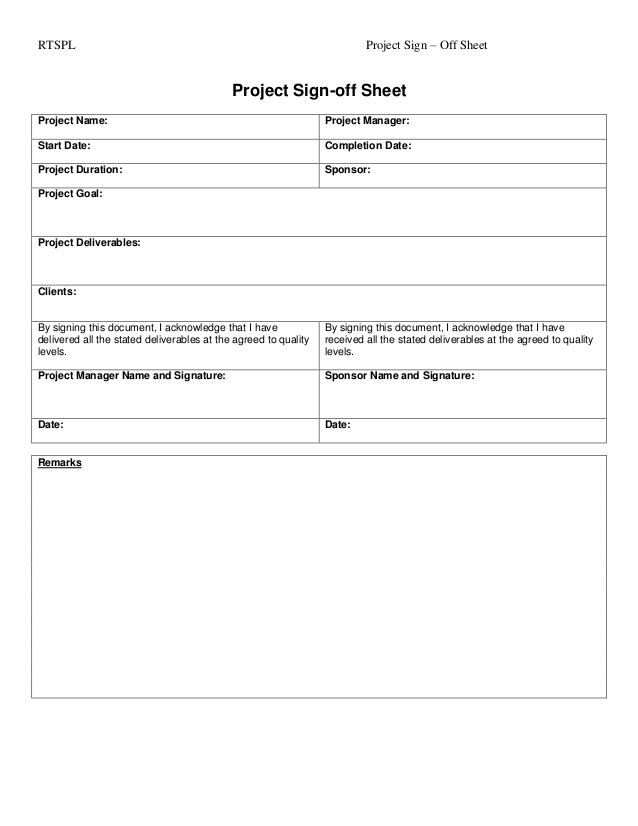 RTSPL Project Sign – Off Sheet
Project Sign-off Sheet
Project Name: Project Manager:
Start Date: Completion Date:
Project Duration: Sponsor:
Project Goal:
Project Deliverables:
Clients:
By signing this document, I acknowledge that I have
delivered all the stated deliverables at the agreed to quality
levels.
By signing this document, I acknowledge that I have
received all the stated deliverables at the agreed to quality
levels.
Project Manager Name and Signature: Sponsor Name and Signature:
Date: Date:
Remarks